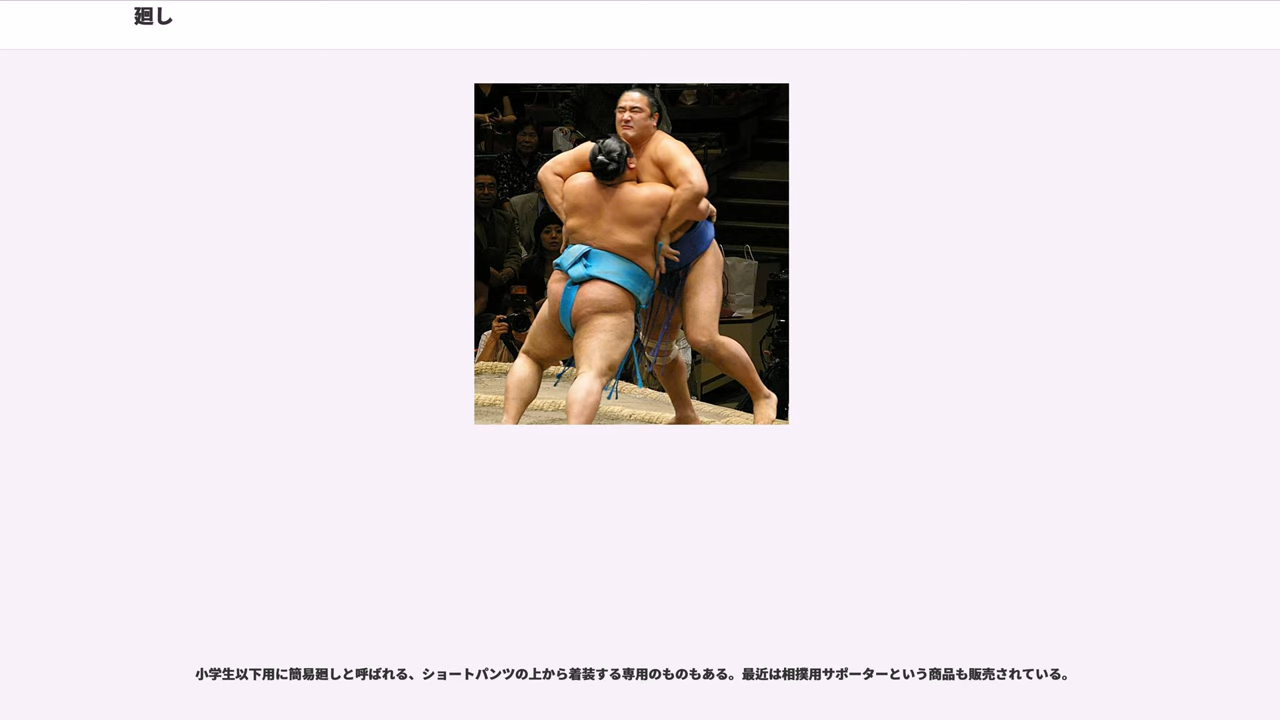 廻し
小学生以下用に簡易廻しと呼ばれる、ショートパンツの上から着装する専用のものもある。最近は相撲用サポーターという商品も販売されている。